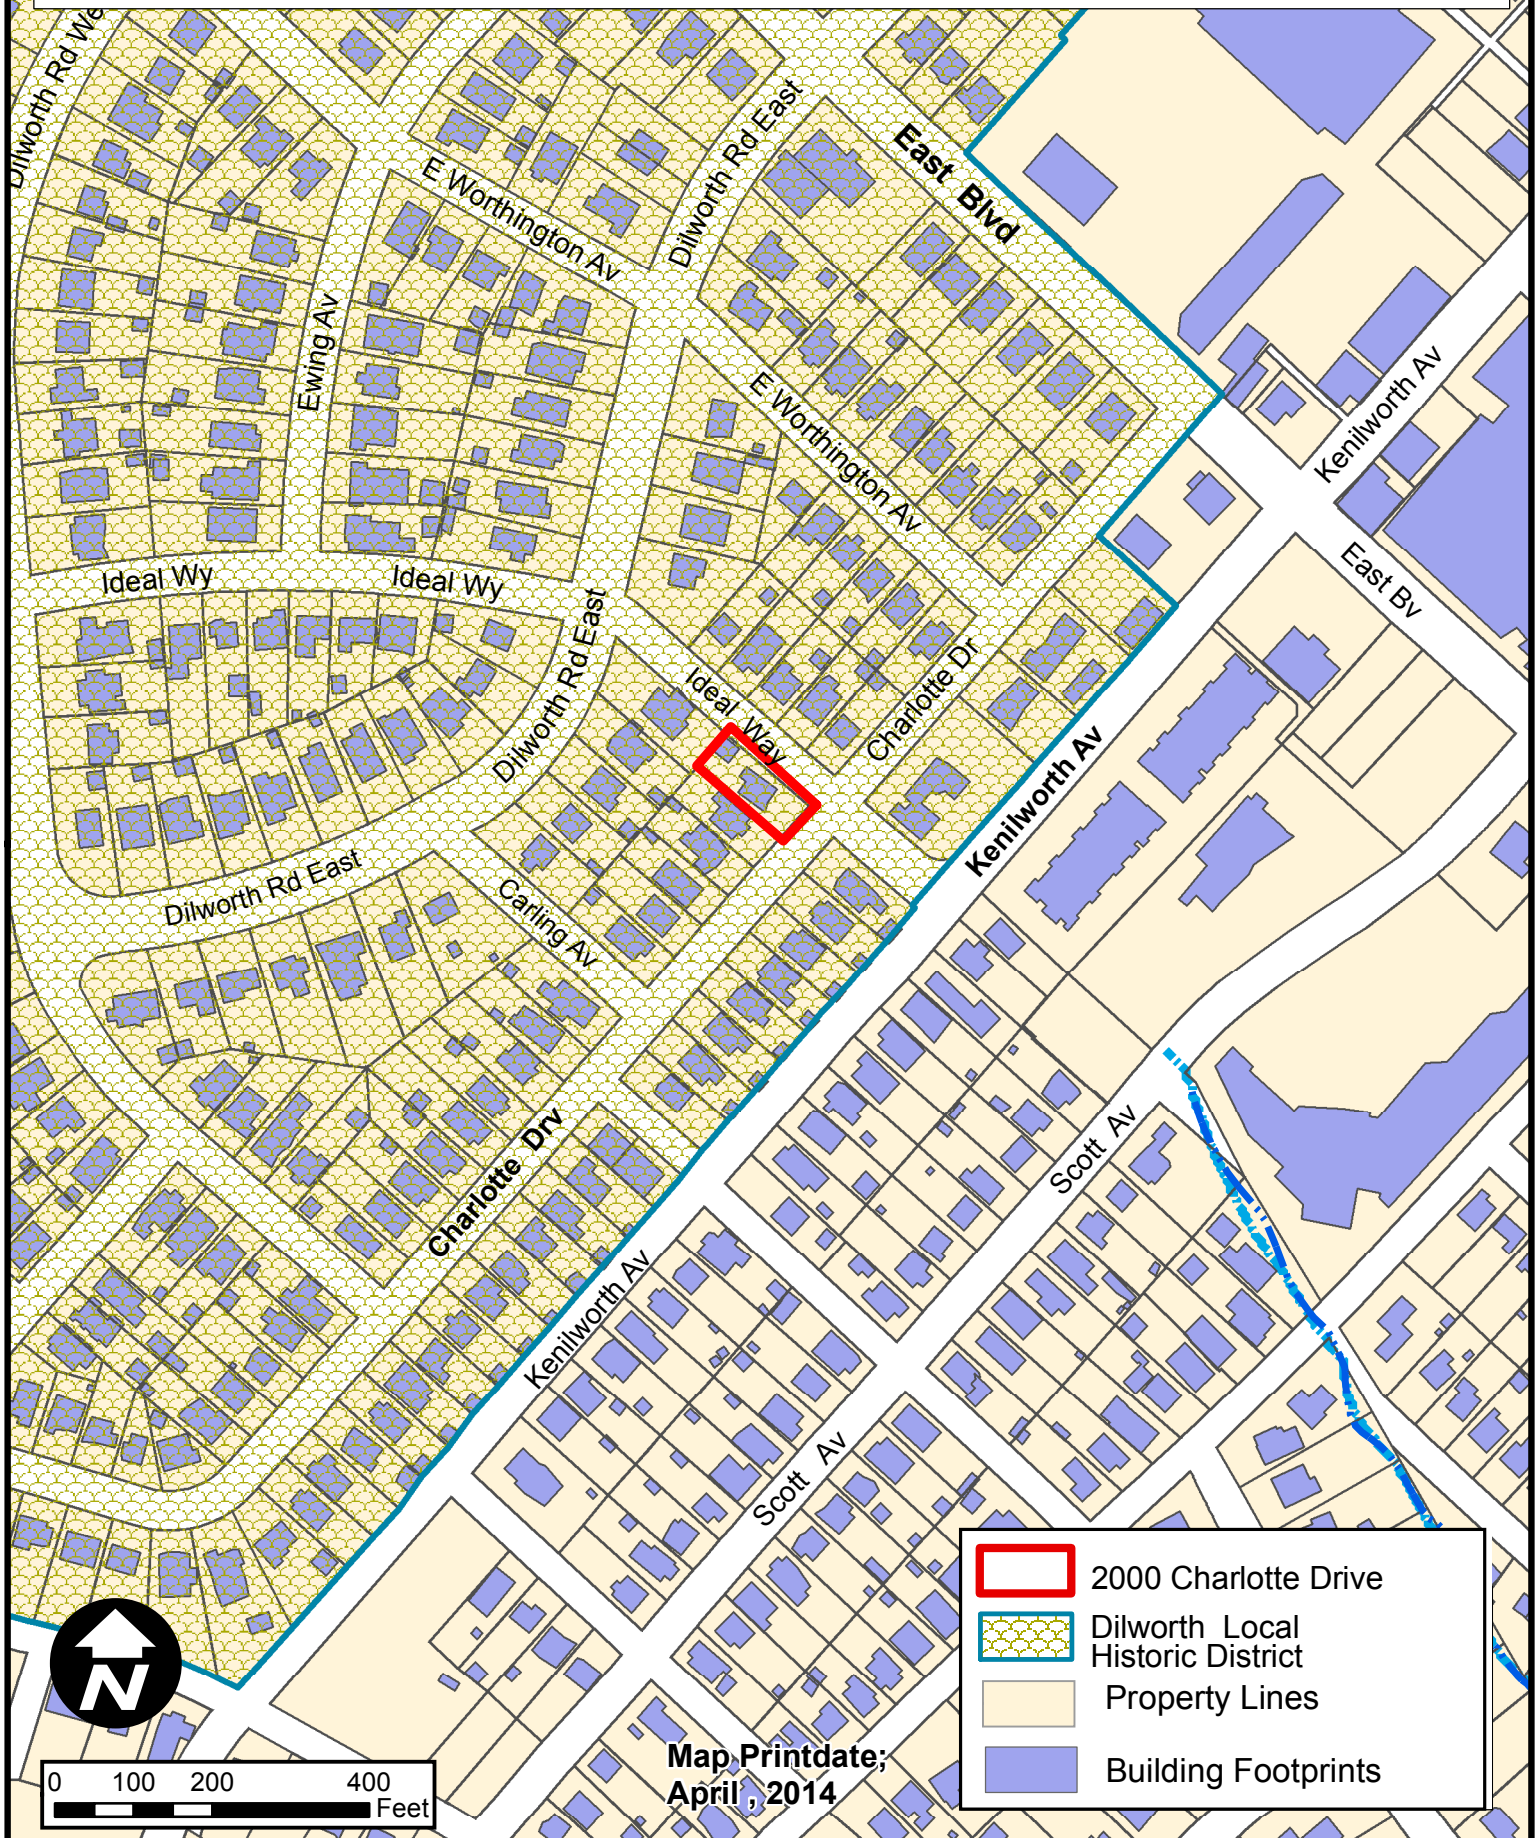 Dilworth Rd We
East Blvd
Dilworth Rd East
E Worthington Av
Ewing Av
Kenilworth Av
E Worthington Av
East Bv
Ideal Wy
Ideal Wy
Dilworth Rd East
Charlotte Dr
Ideal Way
Kenilworth Av
Dilworth Rd East
Carling Av
Scott Av
Charlotte Drv
Kenilworth Av
Scott Av
2000 Charlotte Drive
Dilworth Local
Historic District
Property Lines
Building Footprints
N
Map Printdate;
April , 2014
0 100 200 400
Feet